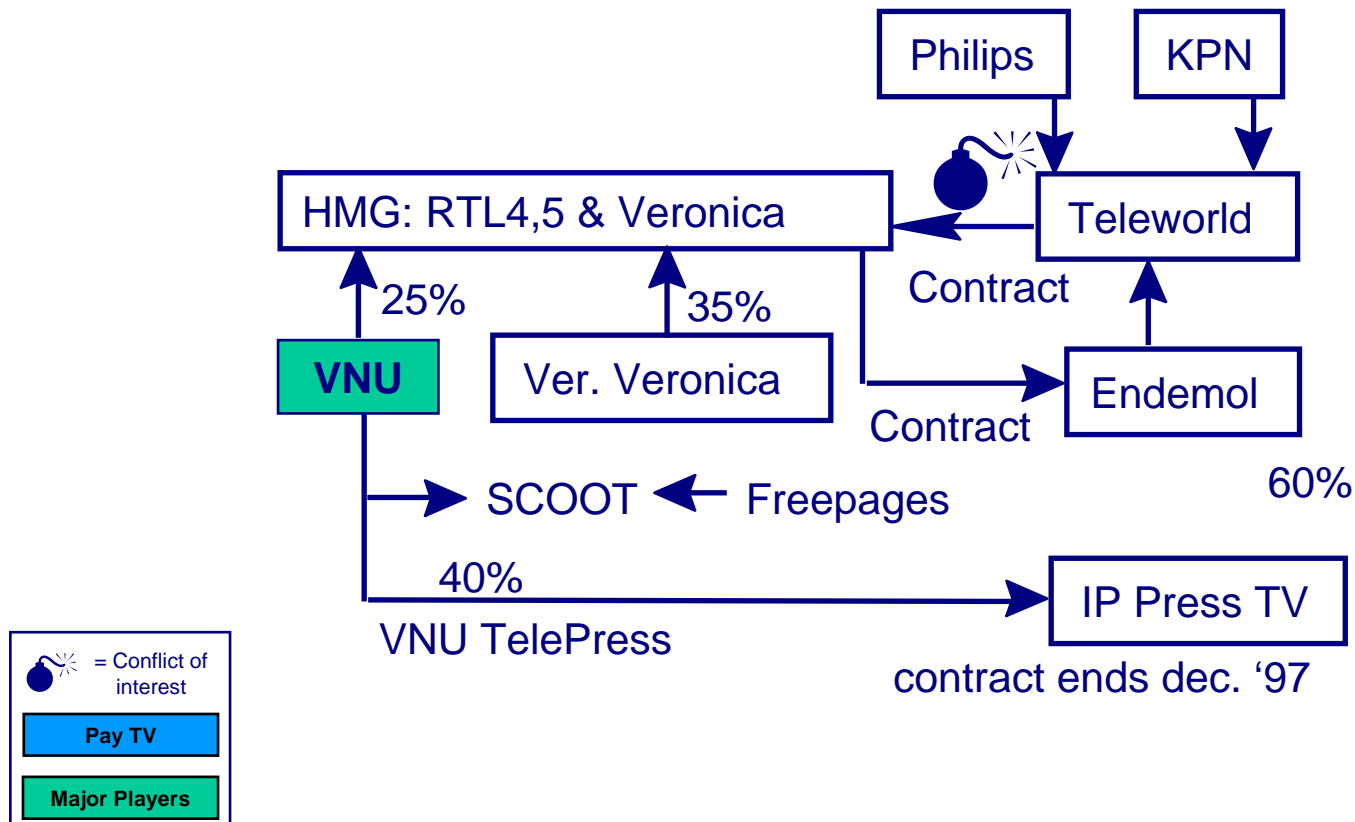 Philips
KPN
HMG: RTL4,5 & Veronica
Teleworld
Contract
25%
35%
VNU
Ver. Veronica
Endemol
Contract
60%
SCOOT
Freepages
40%
IP Press TV
VNU TelePress
contract ends dec. ‘97
= Conflict of
interest
Pay TV
Major Players